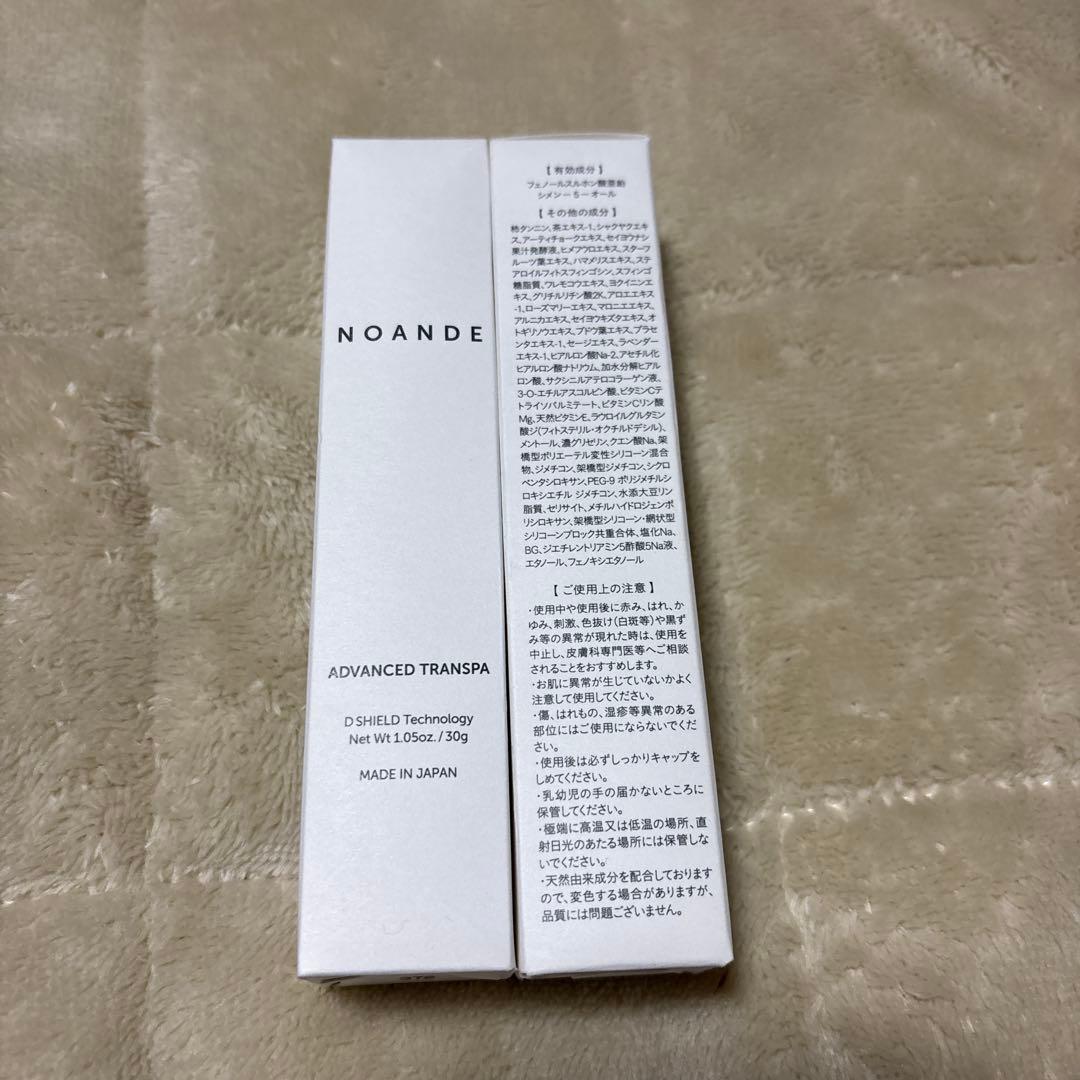 NOANDE
ADVANCED TRANSPA
D SHIELD Technology
Net Wt 1.05oz. / 30g
MADE IN JAPAN
【有効成分】
フェノールスルホン酸亜鉛
シメン－5－オール
【その他の成分】
柿タンニン、茶エキス-1、シャクヤクエキ
ス、アーティチョークエキス、セイヨウナシ
果汁発酵液、ヒメフウロエキス、スターフ
ルーツ葉エキス、ハマメリスエキス、ステ
アロイルフィトスフィンゴシン、スフィンゴ
糖脂質、ワレモコウエキス、ヨクイニンエ
キス、グリチルリチン酸2K、アロエエキス
-1、ローズマリーエキス、マロニエエキス、
アルニカエキス、セイヨウキズタエキス、オ
トギリソウエキス、ブドウ葉エキス、プラセ
ンタエキス-1、セージエキス、ラベンダー
エキス-1、ヒアルロン酸Na-2、アセチル化
ヒアルロン酸ナトリウム、加水分解ヒアル
ロン酸、サクシニルアテロコラーゲン液、
3-O-エチルアスコルビン酸、ビタミンCテ
トライソパルミテート、ビタミンCリン酸
Mg、天然ビタミンE、ラウロイルグルタミン
酸ジ(フィトステリル・オクチルドデシル)、
メントール、濃グリセリン、クエン酸Na、架
橋型ポリエーテル変性シリコーン混合
物、ジメチコン、架橋型ジメチコン、シクロ
ペンタシロキサン、PEG-9 ポリジメチルシ
ロキシエチル ジメチコン、水添大豆リン
脂質、セリサイト、メチルハイドロジェンポ
リシロキサン、架橋型シリコーン・網状型
シリコーンブロック共重合体、塩化Na、
BG、ジエチレントリアミン5酢酸5Na液、
エタノール、フェノキシエタノール
【ご使用上の注意】
・使用中や使用後に赤み、はれ、か
ゆみ、刺激、色抜け(白斑等)や黒ず
み等の異常が現れた時は、使用を
中止し、皮膚科専門医等へご相談
されることをおすすめします。
・お肌に異常が生じていないかよく
注意して使用してください。
・傷、はれもの、湿疹等異常のある
部位にはご使用にならないでくだ
さい。
・使用後は必ずしっかりキャップを
しめてください。
・乳幼児の手の届かないところに
保管してください。
・極端に高温又は低温の場所、直
射日光のあたる場所には保管しな
いでください。
・天然由来成分を配合しております
ので、変色する場合がありますが、
品質には問題ございません。